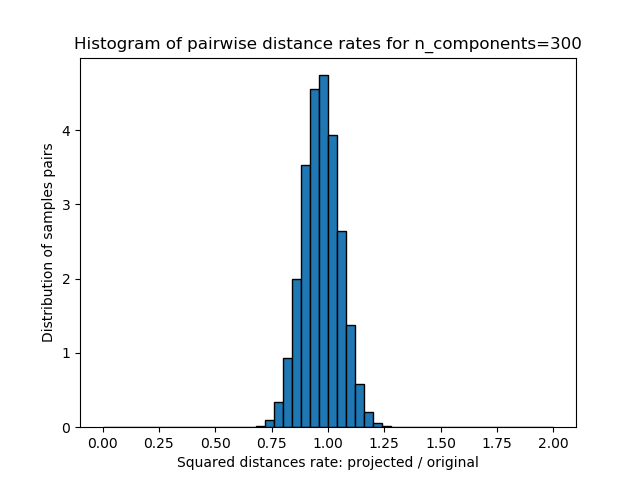 Histogram of pairwise distance rates for n_components=300
Distribution of samples pairs
4
3
2
1
0
0.00 0.25 0.50 0.75 1.00 1.25 1.50 1.75 2.00
Squared distances rate: projected / original